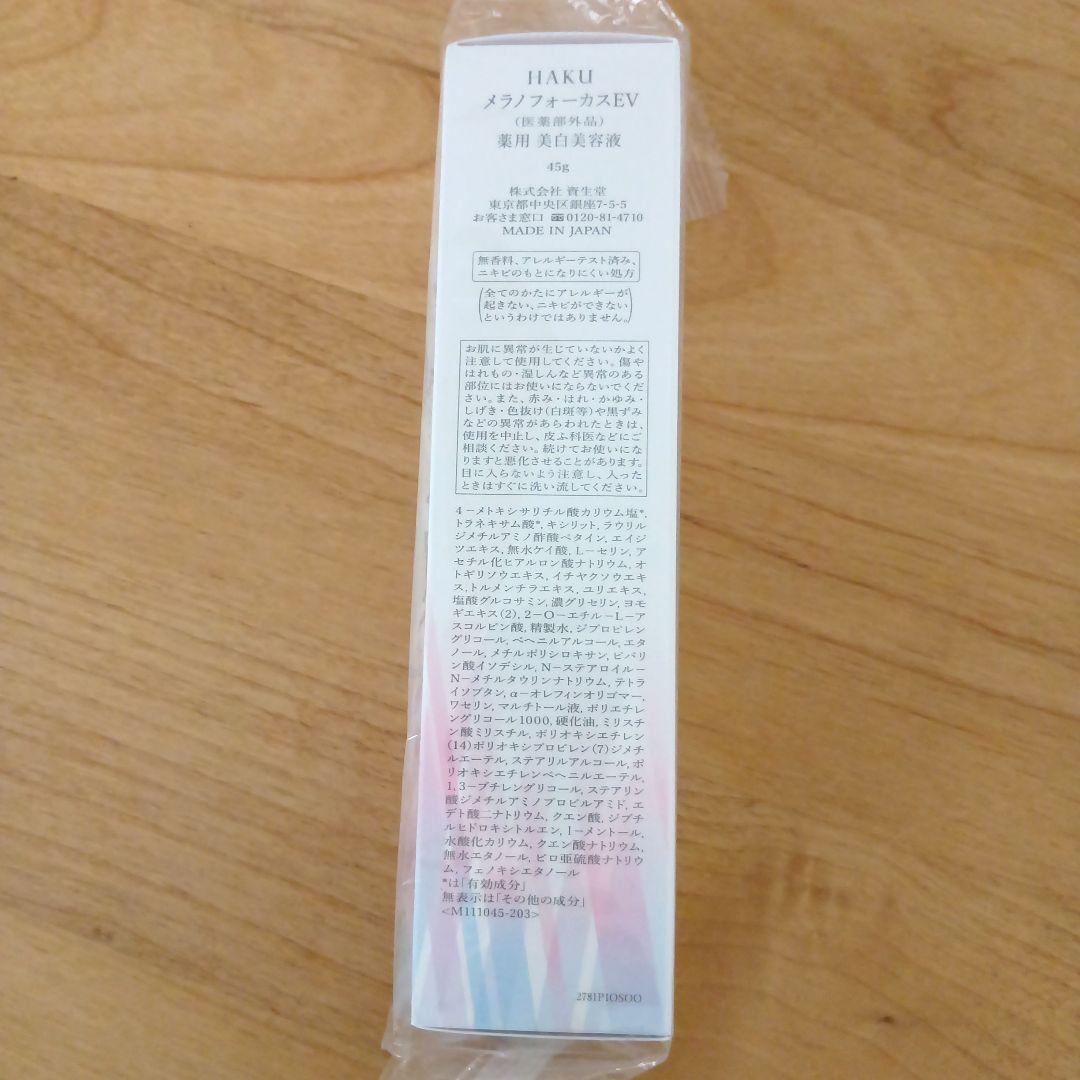 HAKU
メラノフォーカスEV
(医薬部外品)
薬用 美白美容液
45g
株式会社 資生堂
東京都中央区銀座7-5-5
お客さま窓口 ☎0120-81-4710
MADE IN JAPAN
無香料、アレルギーテスト済み、
ニキビのもとになりにくい処方
(全てのかたにアレルギーが
起きない、ニキビができない
というわけではありません。)
お肌に異常が生じていないかよく
注意して使用してください。傷や
はれもの・湿しんなど異常のある
部位にはお使いにならないでくだ
さい。また、赤み・はれ・かゆみ・
しげき・色抜け(白斑等)や黒ずみ
などの異常があらわれたときは、
使用を中止し、皮ふ科医などにご
相談ください。続けてお使いにな
りますと悪化させることがあります。
目に入らないよう注意し、入った
ときはすぐに洗い流してください。
4-メトキシサリチル酸カリウム塩*,
トラネキサム酸*, キシリット, ラウリル
ジメチルアミノ酢酸ベタイン, エイジ
ツエキス, 無水ケイ酸, L-セリン, ア
セチル化ヒアルロン酸ナトリウム, オ
トギリソウエキス, イチヤクソウエキ
ス, トルメンチラエキス, ユリエキス,
塩酸グルコサミン, 濃グリセリン, ヨモ
ギエキス(2), 2-O-エチル-L-ア
スコルビン酸, 精製水, ジプロピレン
グリコール, ベヘニルアルコール, エタ
ノール, メチルポリシロキサン, ピバリ
ン酸イソデシル, N-ステアロイル-
N-メチルタウリンナトリウム, テトラ
イソブタン, α-オレフィンオリゴマー,
ワセリン, マルチトール液, ポリエチレ
ングリコール1000, 硬化油, ミリスチ
ン酸ミリスチル, ポリオキシエチレン
(14)ポリオキシプロピレン(7)ジメチ
ルエーテル, ステアリルアルコール, ポ
リオキシエチレンベヘニルエーテル,
1, 3-ブチレングリコール, ステアリン
酸ジメチルアミノプロピルアミド, エ
デト酸二ナトリウム, クエン酸, ジブチ
ルヒドロキシトルエン, l-メントール,
水酸化カリウム, クエン酸ナトリウム,
無水エタノール, ピロ亜硫酸ナトリウ
ム, フェノキシエタノール
*は「有効成分」
無表示は「その他の成分」
<M111045-203>
2781P1OSOO